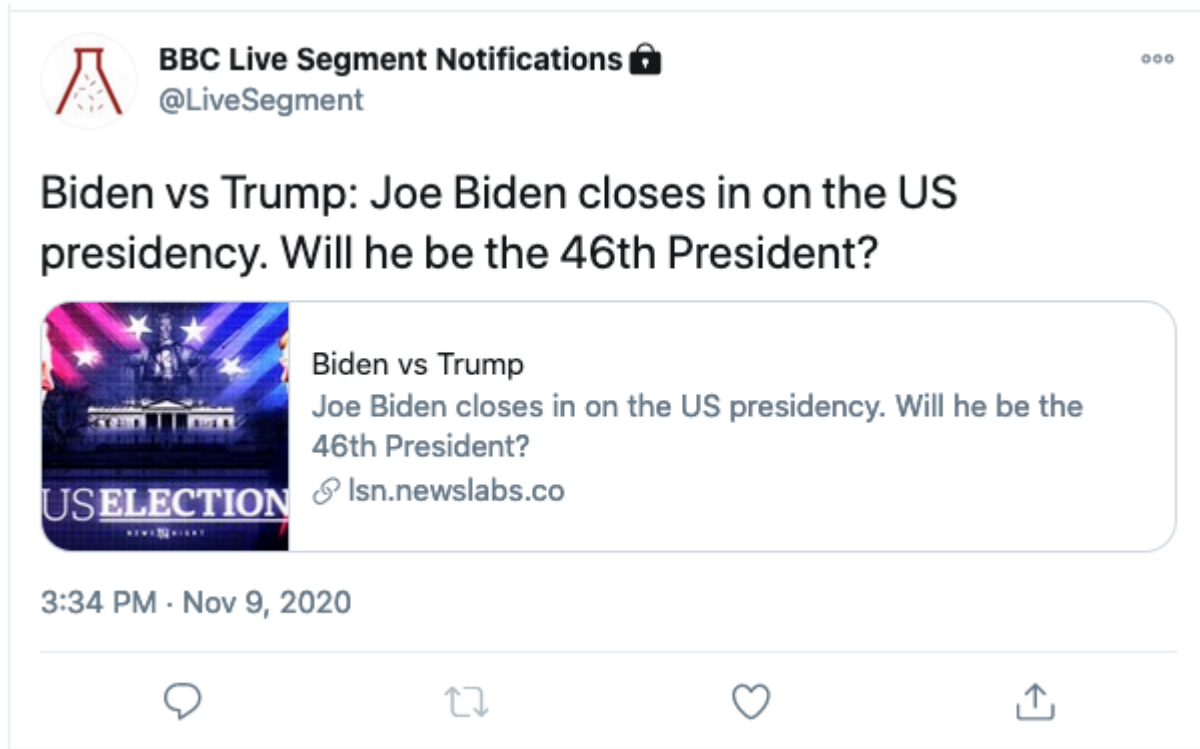 BBC Live Segment Notifications
@LiveSegment
Biden vs Trump: Joe Biden closes in on the US
presidency. Will he be the 46th President?
Biden vs Trump
Joe Biden closes in on the US presidency. Will he be the
46th President?
lsn.newslabs.co
US ELECTION
NEWSNIGHT
3:34 PM · Nov 9, 2020